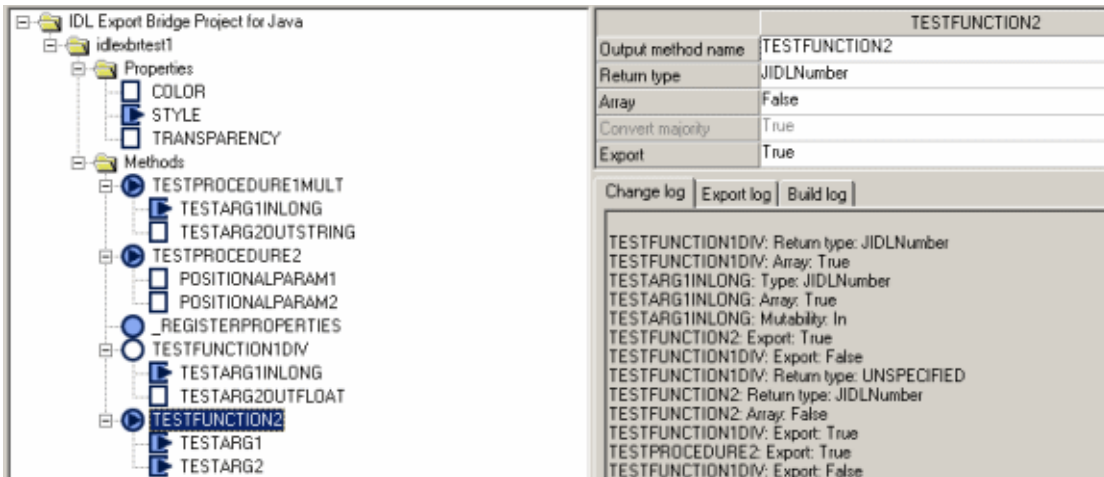 IDL Export Bridge Project for Java
idlexbrtest1
Properties
COLOR
STYLE
TRANSPARENCY
Methods
TESTPROCEDURE1MULT
TESTARG1INLONG
TESTARG2OUTSTRING
TESTPROCEDURE2
POSITIONALPARAM1
POSITIONALPARAM2
_REGISTERPROPERTIES
TESTFUNCTION1DIV
TESTARG1INLONG
TESTARG2OUTFLOAT
TESTFUNCTION2
TESTARG1
TESTARG2
TESTFUNCTION2
Output method name TESTFUNCTION2
Return type JIDLNumber
Array False
Convert majority True
Export True
Change log Export log Build log
TESTFUNCTION1DIV: Return type: JIDLNumber
TESTFUNCTION1DIV: Array: True
TESTARG1INLONG: Type: JIDLNumber
TESTARG1INLONG: Array: True
TESTARG1INLONG: Mutability: In
TESTFUNCTION2: Export: True
TESTFUNCTION1DIV: Export: False
TESTFUNCTION1DIV: Return type: UNSPECIFIED
TESTFUNCTION2: Return type: JIDLNumber
TESTFUNCTION2: Array: False
TESTFUNCTION1DIV: Export: True
TESTPROCEDURE2: Export: True
TESTFUNCTION1DIV: Export: False